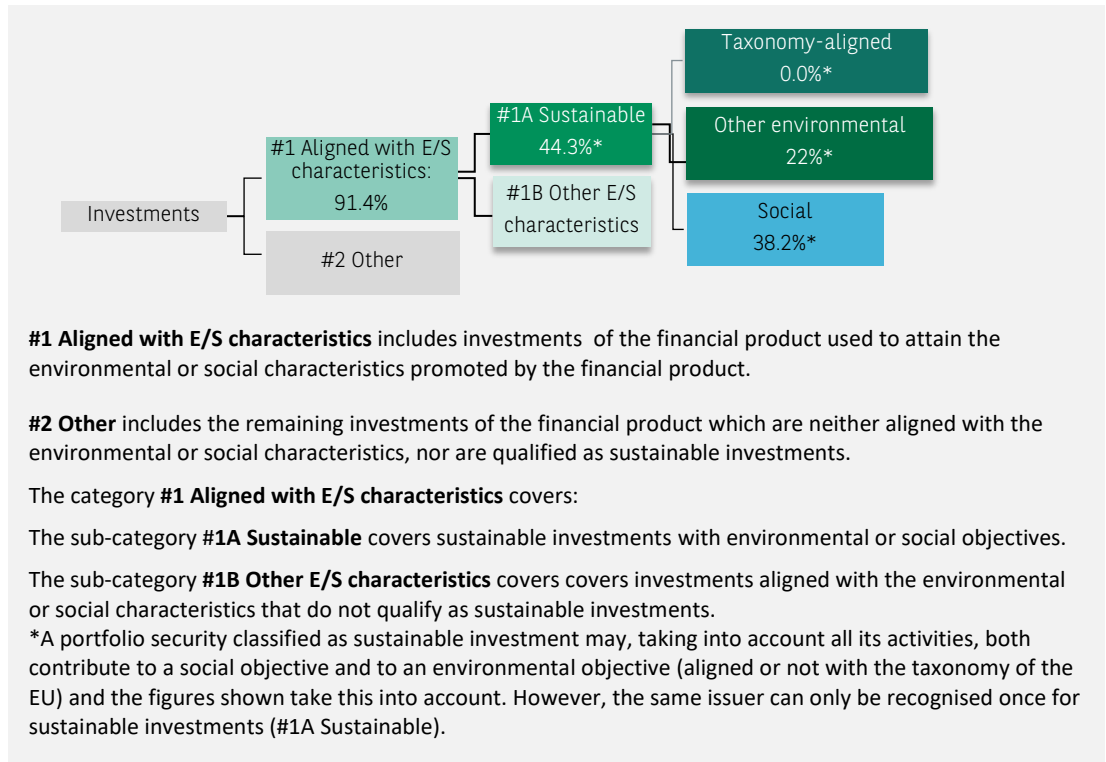 Taxonomy-aligned
0.0%*
#1A Sustainable
44.3%*
Other environmental
22%*
#1 Aligned with E/S
characteristics:
91.4%
#1B Other E/S
characteristics
Investments
Social
38.2%*
#2 Other
#1 Aligned with E/S characteristics includes investments of the financial product used to attain the
environmental or social characteristics promoted by the financial product.
#2 Other includes the remaining investments of the financial product which are neither aligned with the
environmental or social characteristics, nor are qualified as sustainable investments.
The category #1 Aligned with E/S characteristics covers:
The sub-category #1A Sustainable covers sustainable investments with environmental or social objectives.
The sub-category #1B Other E/S characteristics covers covers investments aligned with the environmental
or social characteristics that do not qualify as sustainable investments.
*A portfolio security classified as sustainable investment may, taking into account all its activities, both
contribute to a social objective and to an environmental objective (aligned or not with the taxonomy of the
EU) and the figures shown take this into account. However, the same issuer can only be recognised once for
sustainable investments (#1A Sustainable).